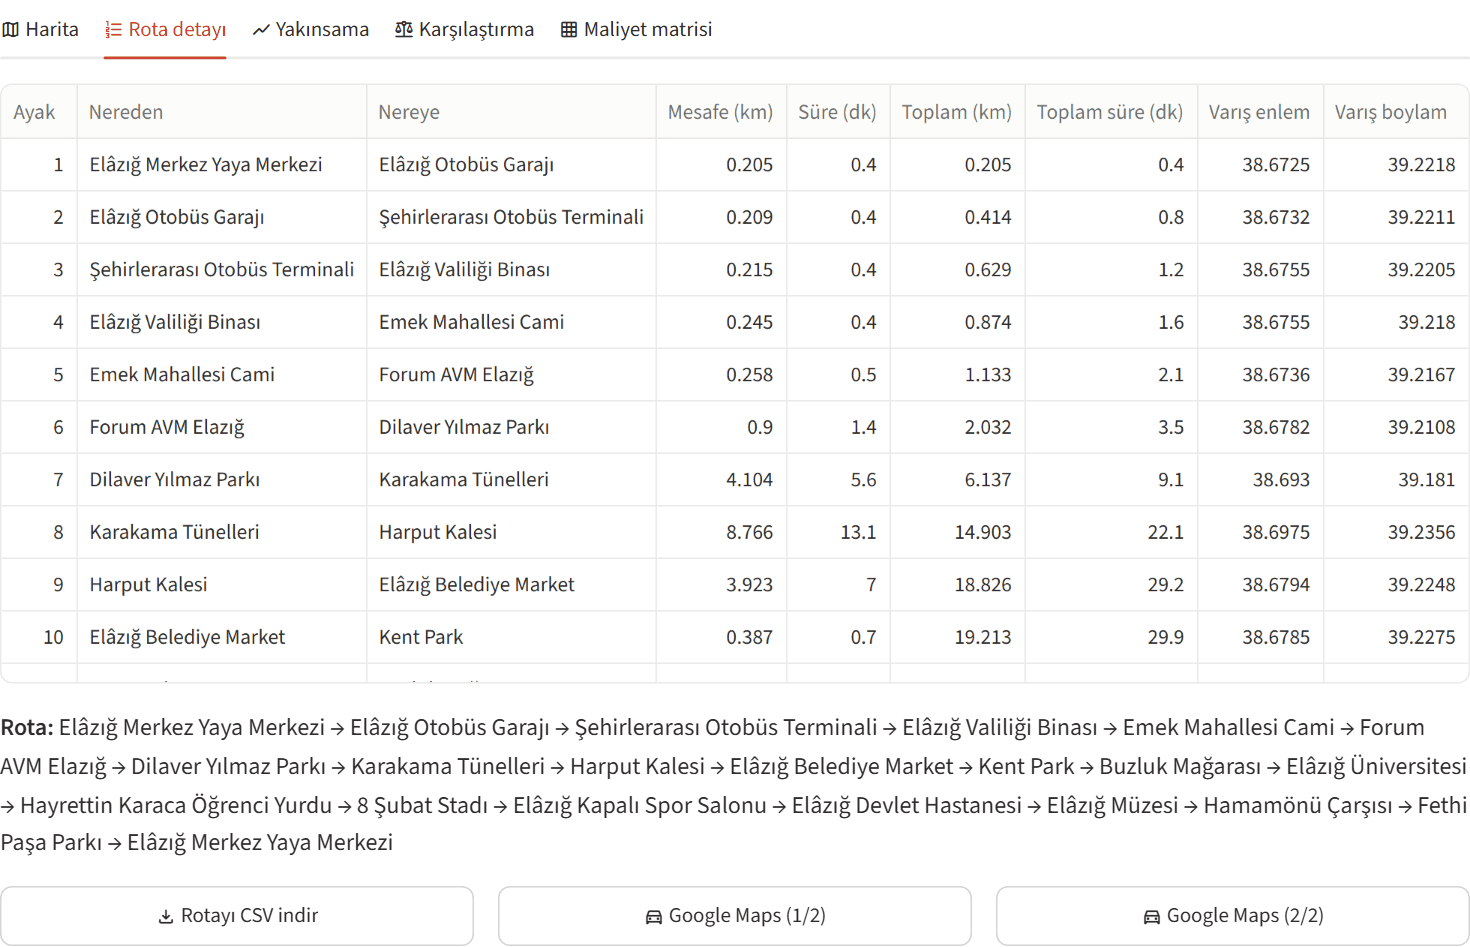 Harita Rota detayı Yakınsama Karşılaştırma Maliyet matrisi
Ayak Nereden Nereye Mesafe (km) Süre (dk) Toplam (km) Toplam süre (dk) Varış enlem Varış boylam
1 Elâzığ Merkez Yaya Merkezi Elâzığ Otobüs Garajı 0.205 0.4 0.205 0.4 38.6725 39.2218
2 Elâzığ Otobüs Garajı Şehirlerarası Otobüs Terminali 0.209 0.4 0.414 0.8 38.6732 39.2211
3 Şehirlerarası Otobüs Terminali Elâzığ Valiliği Binası 0.215 0.4 0.629 1.2 38.6755 39.2205
4 Elâzığ Valiliği Binası Emek Mahallesi Cami 0.245 0.4 0.874 1.6 38.6755 39.218
5 Emek Mahallesi Cami Forum AVM Elazığ 0.258 0.5 1.133 2.1 38.6736 39.2167
6 Forum AVM Elazığ Dilaver Yılmaz Parkı 0.9 1.4 2.032 3.5 38.6782 39.2108
7 Dilaver Yılmaz Parkı Karakama Tünelleri 4.104 5.6 6.137 9.1 38.693 39.181
8 Karakama Tünelleri Harput Kalesi 8.766 13.1 14.903 22.1 38.6975 39.2356
9 Harput Kalesi Elâzığ Belediye Market 3.923 7 18.826 29.2 38.6794 39.2248
10 Elâzığ Belediye Market Kent Park 0.387 0.7 19.213 29.9 38.6785 39.2275
Rota: Elâzığ Merkez Yaya Merkezi → Elâzığ Otobüs Garajı → Şehirlerarası Otobüs Terminali → Elâzığ Valiliği Binası → Emek Mahallesi Cami → Forum
AVM Elazığ → Dilaver Yılmaz Parkı → Karakama Tünelleri → Harput Kalesi → Elâzığ Belediye Market → Kent Park → Buzluk Mağarası → Elâzığ Üniversitesi
→ Hayrettin Karaca Öğrenci Yurdu → 8 Şubat Stadı → Elâzığ Kapalı Spor Salonu → Elâzığ Devlet Hastanesi → Elâzığ Müzesi → Hamamönü Çarşısı → Fethi
Paşa Parkı → Elâzığ Merkez Yaya Merkezi
Rotayı CSV indir Google Maps (1/2) Google Maps (2/2)